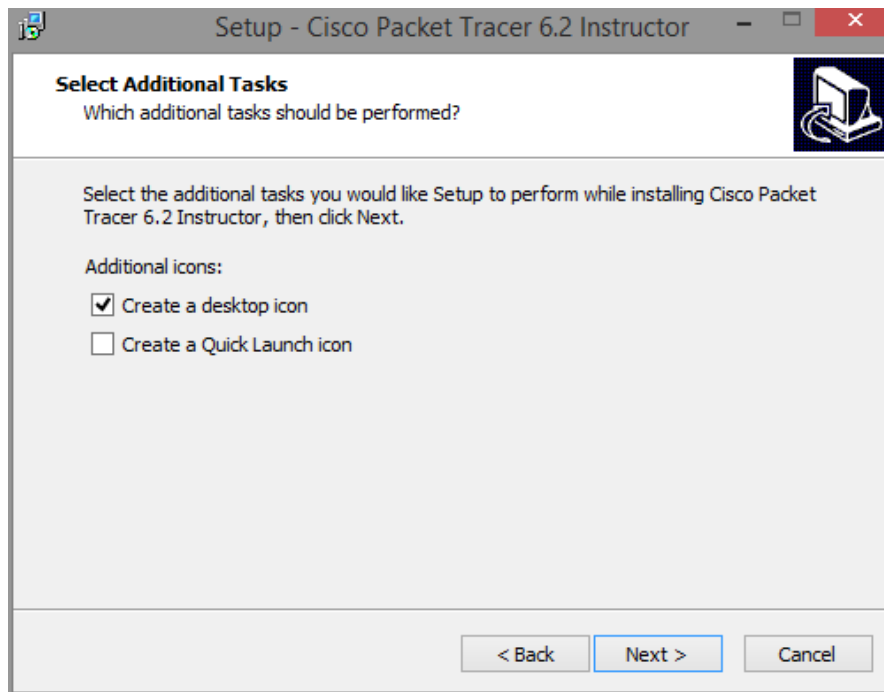 Setup - Cisco Packet Tracer 6.2 Instructor
Select Additional Tasks
Which additional tasks should be performed?
Select the additional tasks you would like Setup to perform while installing Cisco Packet
Tracer 6.2 Instructor, then click Next.
Additional icons:
Create a desktop icon
Create a Quick Launch icon
< Back Next > Cancel